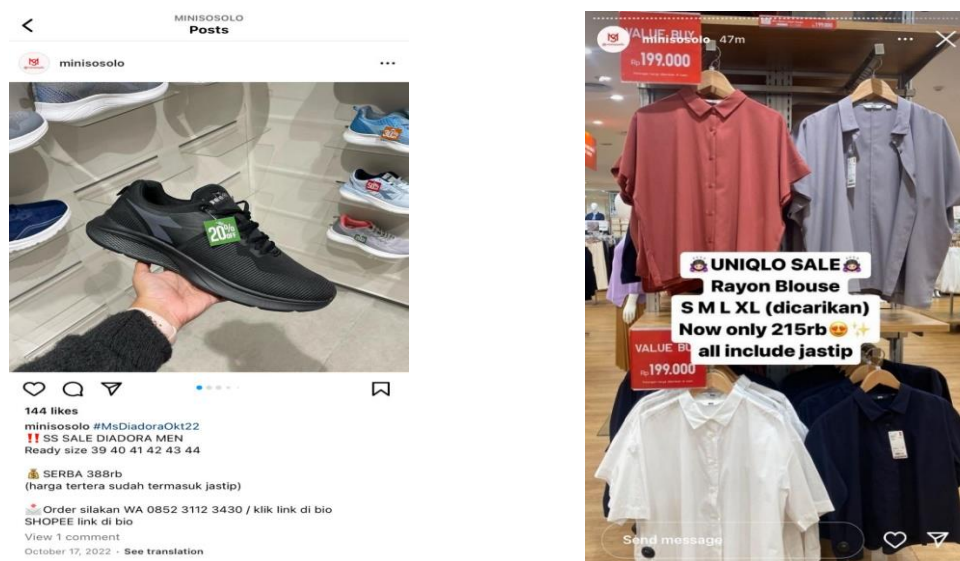 MINISOSOLO
Posts
minisosolo
20%
OFF
144 likes
minisosolo #MsDiadoraOkt22
‼️ SS SALE DIADORA MEN
Ready size 39 40 41 42 43 44
💰 SERBA 388rb
(harga tertera sudah termasuk jastip)
📩 Order silakan WA 0852 3112 3430 / klik link di bio
SHOPEE link di bio
View 1 comment
October 17, 2022 · See translation
minisosolo 47m
VALUE BUY
Rp199.000
🙇🏻‍♀️UNIQLO SALE🙇🏻‍♀️
Rayon Blouse
S M L XL (dicarikan)
Now only 215rb😍✨
all include jastip
VALUE BU
Rp199.000
Send message